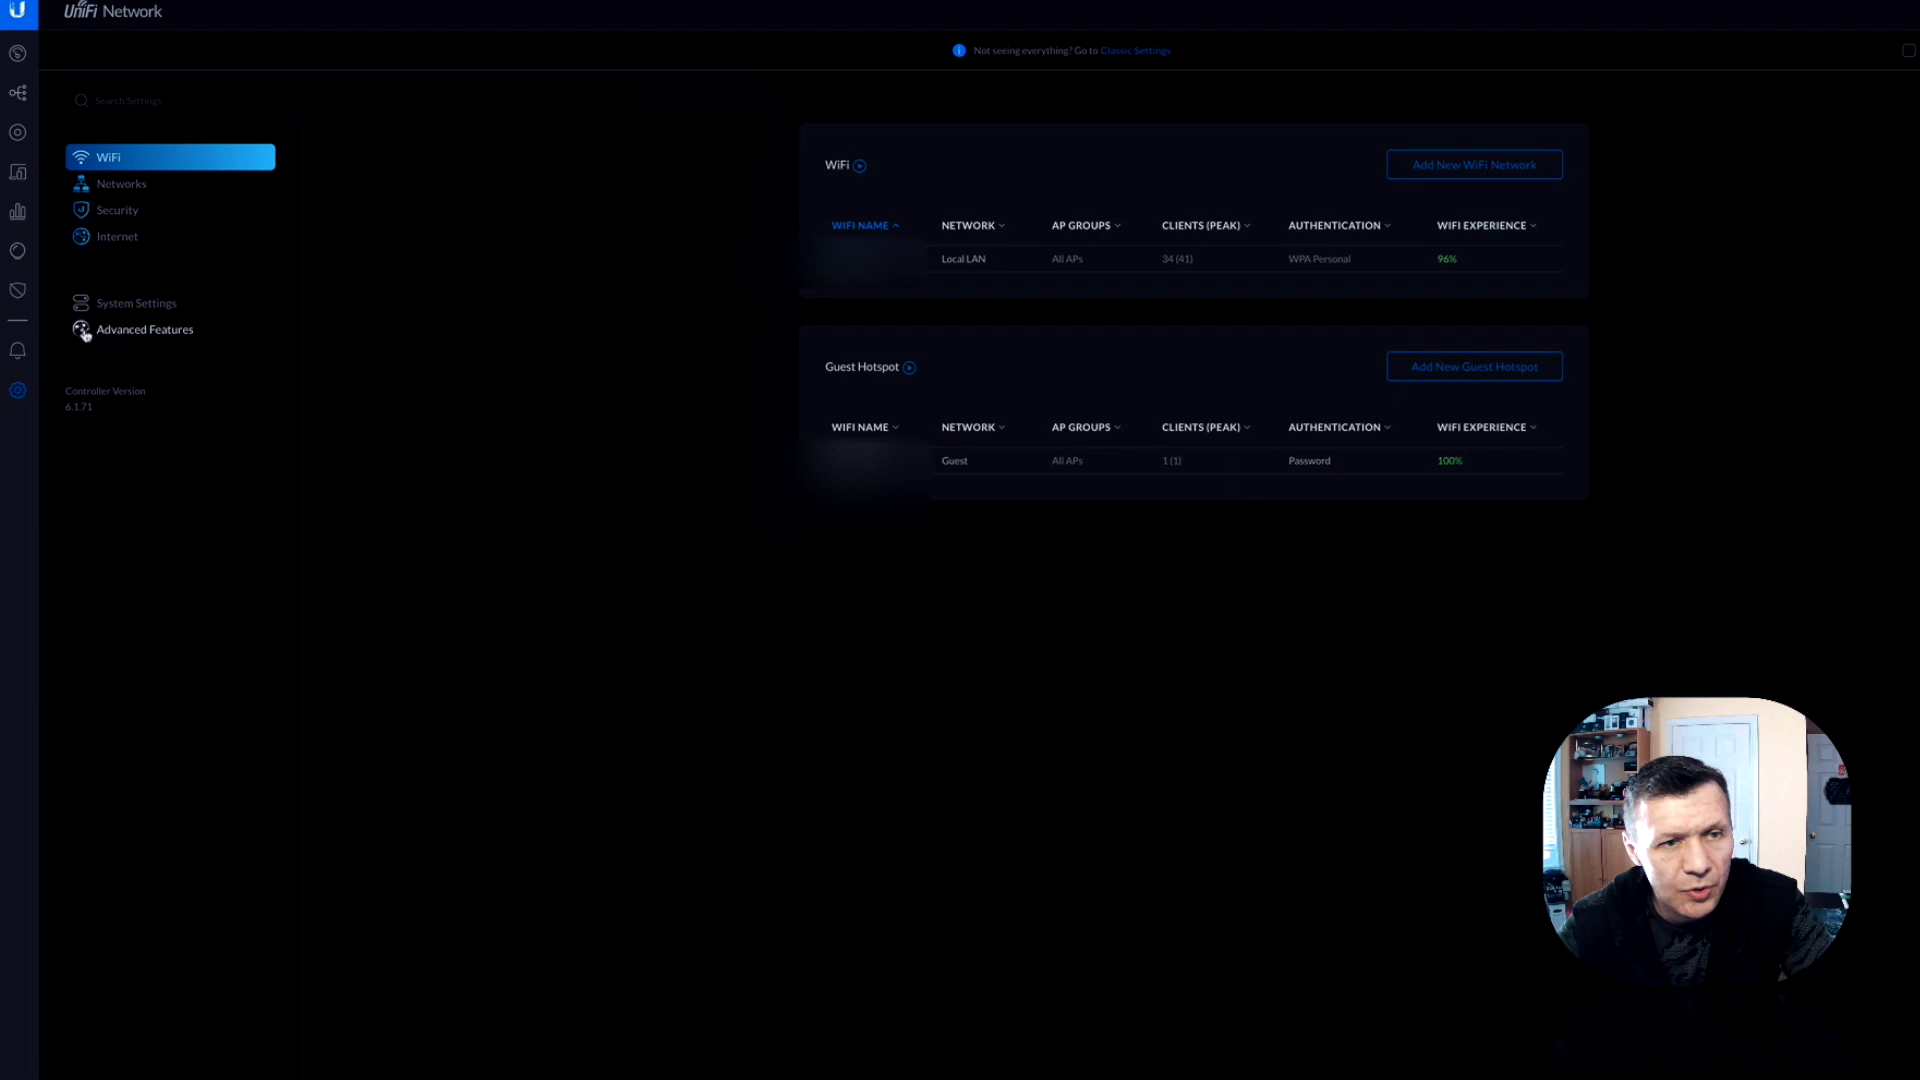 UniFi Network
Not seeing everything? Go to Classic Settings
Search Settings
WiFi
Networks
Security
Internet
System Settings
Advanced Features
Controller Version
6.1.71
WiFi
Add New WiFi Network
WIFI NAME NETWORK AP GROUPS CLIENTS (PEAK) AUTHENTICATION WIFI EXPERIENCE
Local LAN All APs 34 (41) WPA Personal 96%
Guest Hotspot
Add New Guest Hotspot
WIFI NAME NETWORK AP GROUPS CLIENTS (PEAK) AUTHENTICATION WIFI EXPERIENCE
Guest All APs 1 (1) Password 100%